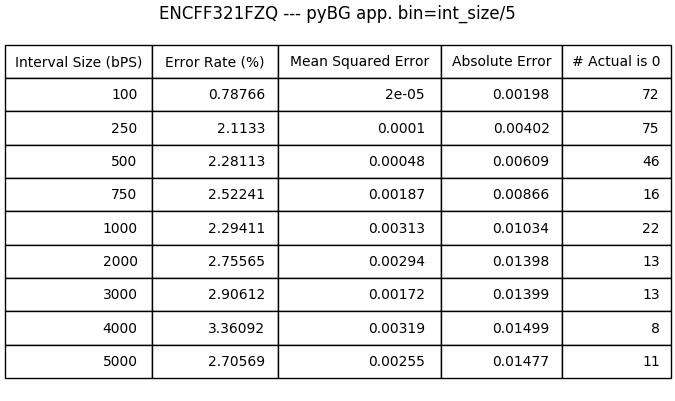 ENCFF321FZQ --- pyBG app. bin=int_size/5
Interval Size (bPS) Error Rate (%) Mean Squared Error Absolute Error # Actual is 0
100 0.78766 2e-05 0.00198 72
250 2.1133 0.0001 0.00402 75
500 2.28113 0.00048 0.00609 46
750 2.52241 0.00187 0.00866 16
1000 2.29411 0.00313 0.01034 22
2000 2.75565 0.00294 0.01398 13
3000 2.90612 0.00172 0.01399 13
4000 3.36092 0.00319 0.01499 8
5000 2.70569 0.00255 0.01477 11